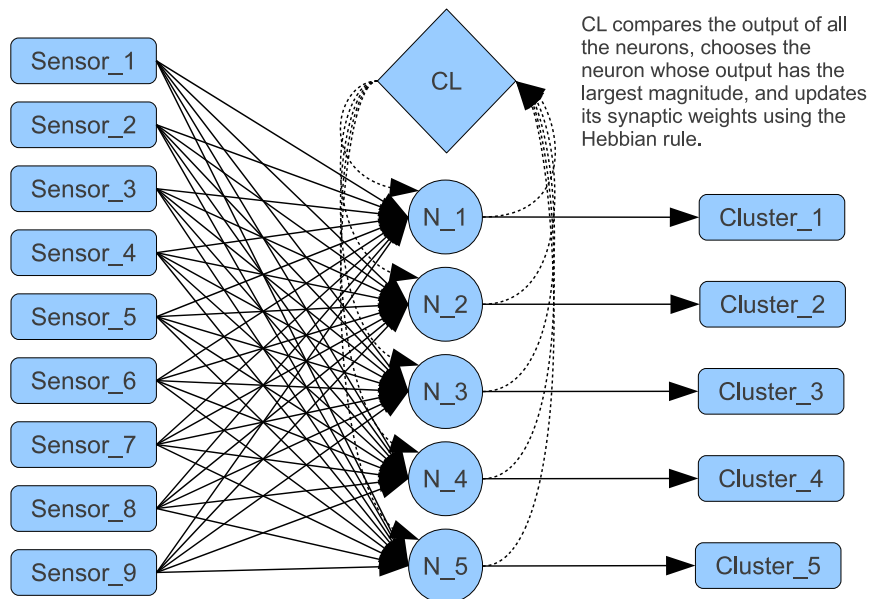 CL compares the output of all
the neurons, chooses the
neuron whose output has the
largest magnitude, and updates
its synaptic weights using the
Hebbian rule.
CL
Sensor_1
Sensor_2
Sensor_3
Sensor_4
Sensor_5
Sensor_6
Sensor_7
Sensor_8
Sensor_9
N_1
N_2
N_3
N_4
N_5
Cluster_1
Cluster_2
Cluster_3
Cluster_4
Cluster_5